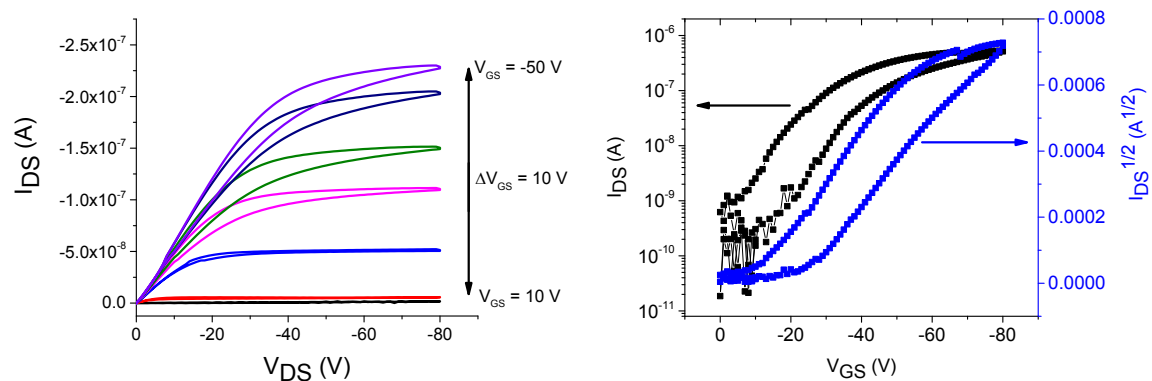 -2.5x10⁻⁷
-2.0x10⁻⁷
-1.5x10⁻⁷
-1.0x10⁻⁷
-5.0x10⁻⁸
0.0
I_DS (A)
0 -20 -40 -60 -80
V_DS (V)
V_GS = -50 V
ΔV_GS = 10 V
V_GS = 10 V
10⁻⁶
10⁻⁷
10⁻⁸
10⁻⁹
10⁻¹⁰
10⁻¹¹
I_DS (A)
0 -20 -40 -60 -80
V_GS (V)
0.0008
0.0006
0.0004
0.0002
0.0000
I_DS^1/2 (A^1/2)